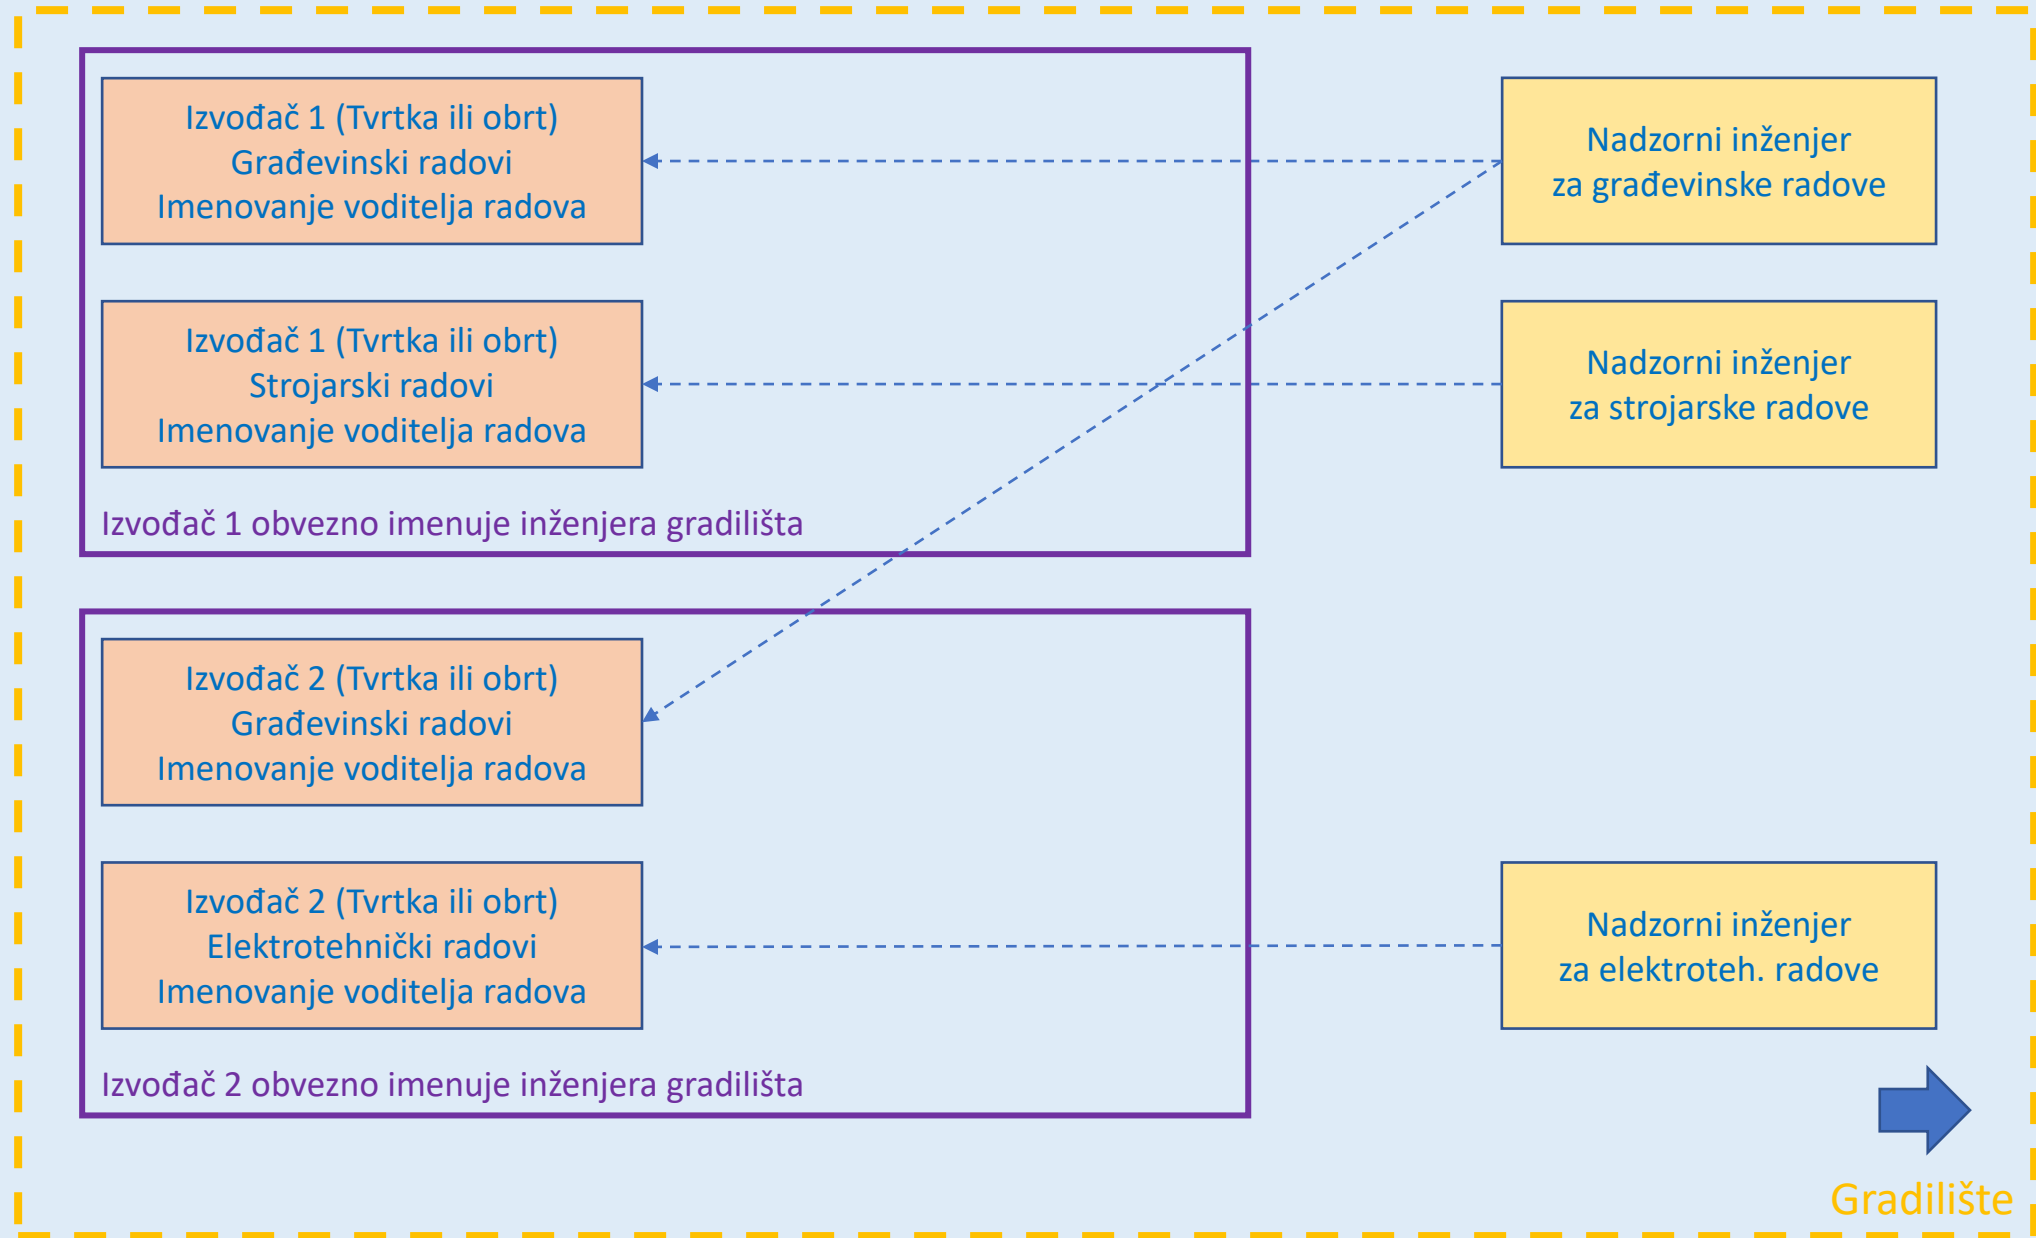 Izvođač 1 (Tvrtka ili obrt)
Građevinski radovi
Imenovanje voditelja radova
Nadzorni inženjer
za građevinske radove
Izvođač 1 (Tvrtka ili obrt)
Strojarski radovi
Imenovanje voditelja radova
Nadzorni inženjer
za strojarske radove
Izvođač 1 obvezno imenuje inženjera gradilišta
Izvođač 2 (Tvrtka ili obrt)
Građevinski radovi
Imenovanje voditelja radova
Izvođač 2 (Tvrtka ili obrt)
Elektrotehnički radovi
Imenovanje voditelja radova
Nadzorni inženjer
za elektroteh. radove
Izvođač 2 obvezno imenuje inženjera gradilišta
Gradilište